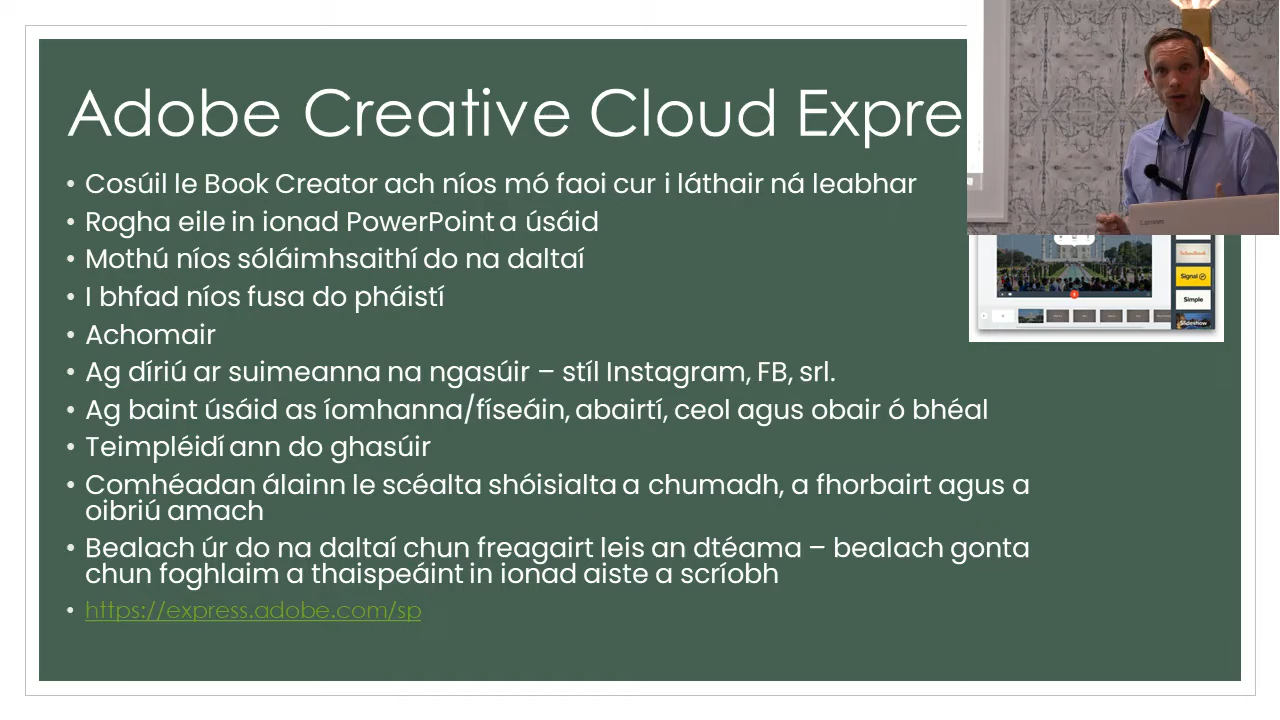 Adobe Creative Cloud Expre
• Cosúil le Book Creator ach níos mó faoi cur i láthair ná leabhar
• Rogha eile in ionad PowerPoint a úsáid
• Mothú níos sóláimhsaithí do na daltaí
• I bhfad níos fusa do pháistí
• Achomair
• Ag díriú ar suimeanna na ngasúir – stíl Instagram, FB, srl.
• Ag baint úsáid as íomhanna/físeáin, abairtí, ceol agus obair ó bhéal
• Teimpléidí ann do ghasúir
• Comhéadan álainn le scéalta shóisialta a chumadh, a fhorbairt agus a
oibriú amach
• Bealach úr do na daltaí chun freagairt leis an dtéama – bealach gonta
chun foghlaim a thaispeáint in ionad aiste a scríobh
• https://express.adobe.com/sp
Lenovo
Signal
Simple
Slideshow